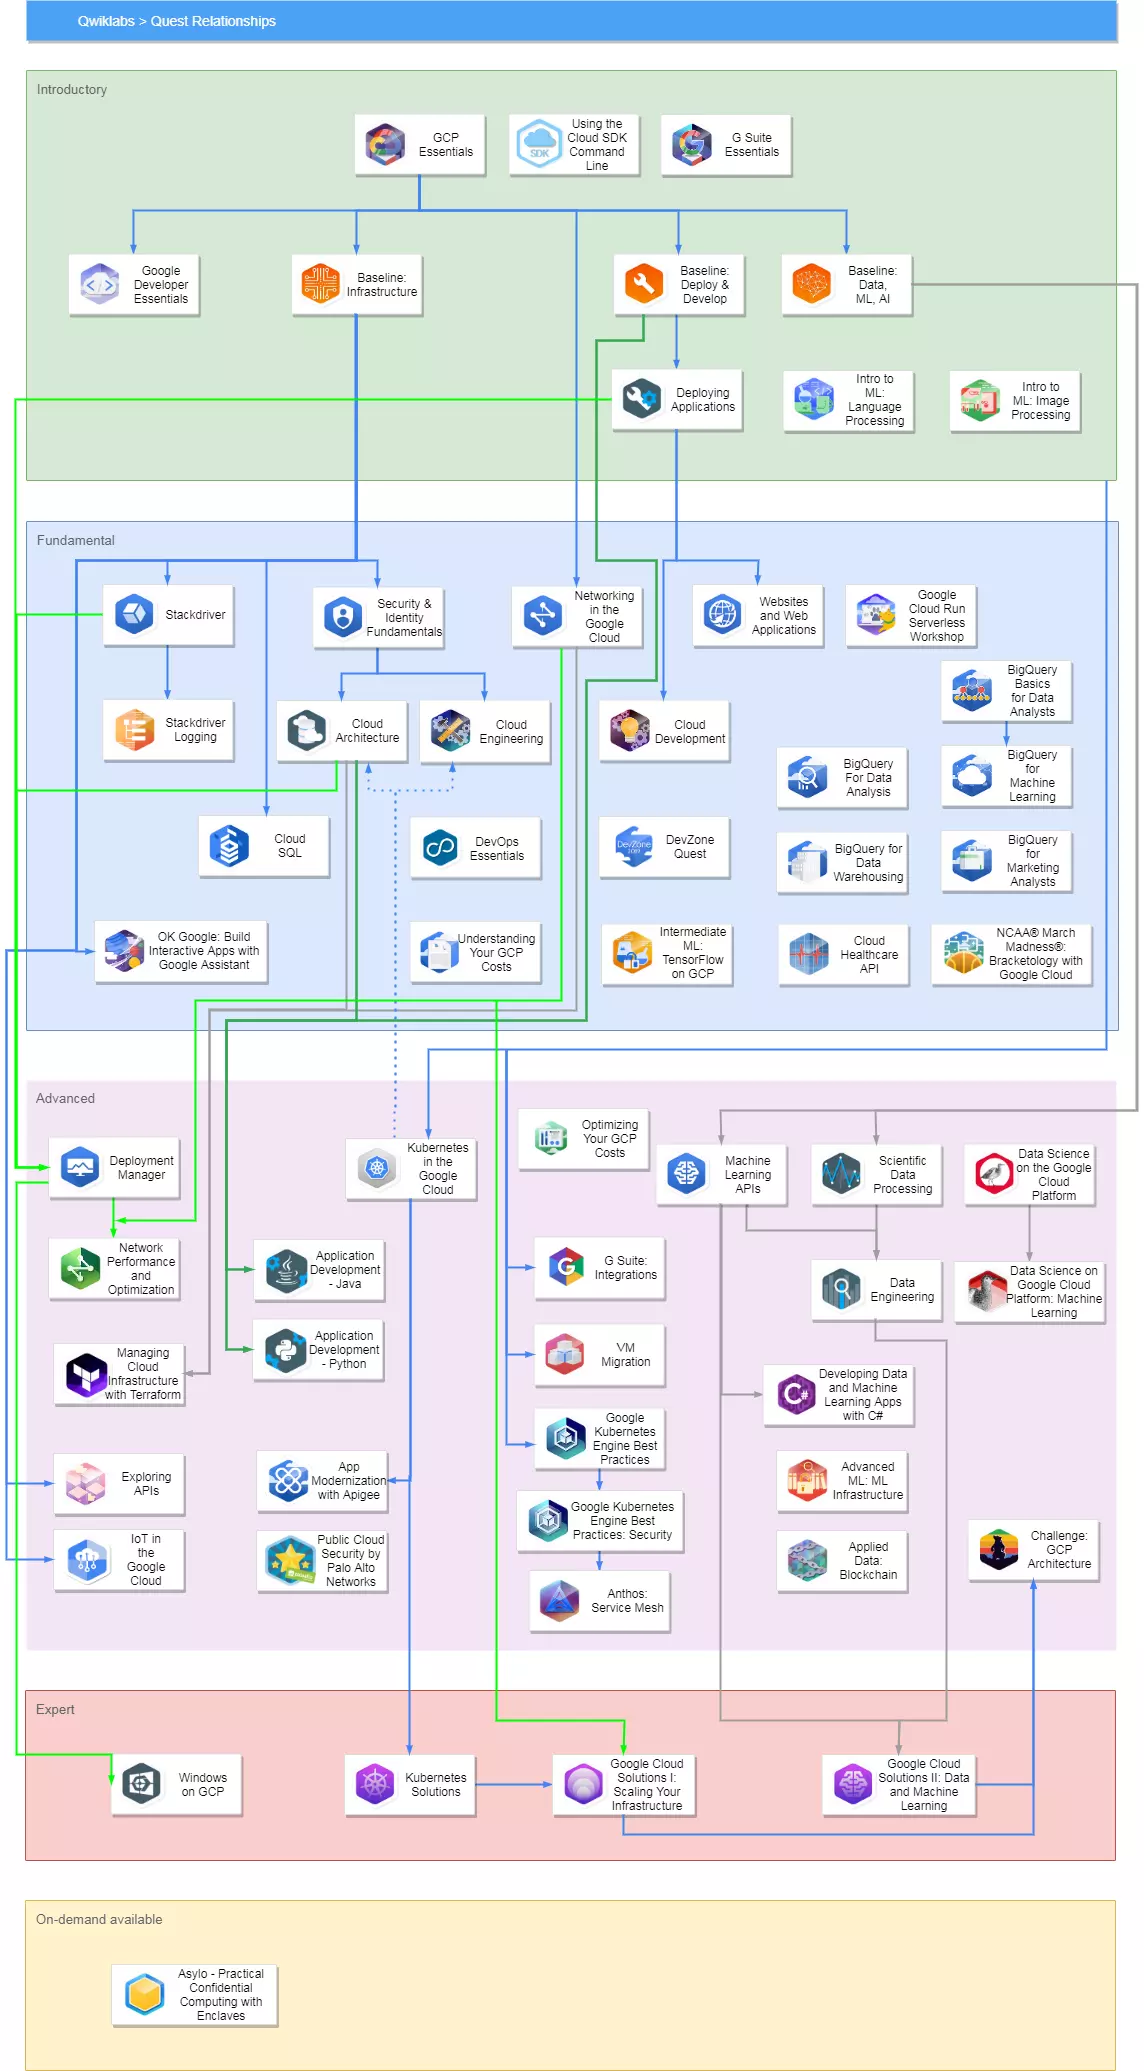 Qwiklabs > Quest Relationships
Introductory
GCP
Essentials
SDK
Using the
Cloud SDK
Command
Line
G Suite
Essentials
Google
Developer
Essentials
Baseline:
Infrastructure
Baseline:
Deploy &
Develop
Baseline:
Data,
ML, AI
Deploying
Applications
Intro to
ML:
Language
Processing
Intro to
ML: Image
Processing
Fundamental
Stackdriver
Security &
Identity
Fundamentals
Networking
in the
Google
Cloud
Websites
and Web
Applications
Google
Cloud Run
Serverless
Workshop
BigQuery
Basics
for Data
Analysts
Stackdriver
Logging
Cloud
Architecture
Cloud
Engineering
Cloud
Development
BigQuery
For Data
Analysis
BigQuery
for
Machine
Learning
Cloud
SQL
DevOps
Essentials
DevZone
2019
DevZone
Quest
BigQuery for
Data
Warehousing
BigQuery
for
Marketing
Analysts
OK Google: Build
Interactive Apps with
Google Assistant
Understanding
Your GCP
Costs
Intermediate
ML:
TensorFlow
on GCP
Cloud
Healthcare
API
NCAA® March
Madness®:
Bracketology with
Google Cloud
Advanced
Deployment
Manager
Kubernetes
in the
Google
Cloud
Optimizing
Your GCP
Costs
Machine
Learning
APIs
Scientific
Data
Processing
Data Science
on the Google
Cloud
Platform
Network
Performance
and
Optimization
Application
Development
- Java
G Suite:
Integrations
Data
Engineering
Data Science on
Google Cloud
Platform: Machine
Learning
Application
Development
- Python
VM
Migration
Managing
Cloud
Infrastructure
with Terraform
C#
Developing Data
and Machine
Learning Apps
with C#
Google
Kubernetes
Engine Best
Practices
Exploring
APIs
App
Modernization
with Apigee
Advanced
ML: ML
Infrastructure
Google Kubernetes
Engine Best
Practices: Security
IoT in
the
Google
Cloud
Public Cloud
Security by
Palo Alto
Networks
Applied
Data:
Blockchain
Challenge:
GCP
Architecture
Anthos:
Service Mesh
Expert
Windows
on GCP
Kubernetes
Solutions
Google Cloud
Solutions I:
Scaling Your
Infrastructure
Google Cloud
Solutions II: Data
and Machine
Learning
On-demand available
Asylo - Practical
Confidential
Computing with
Enclaves